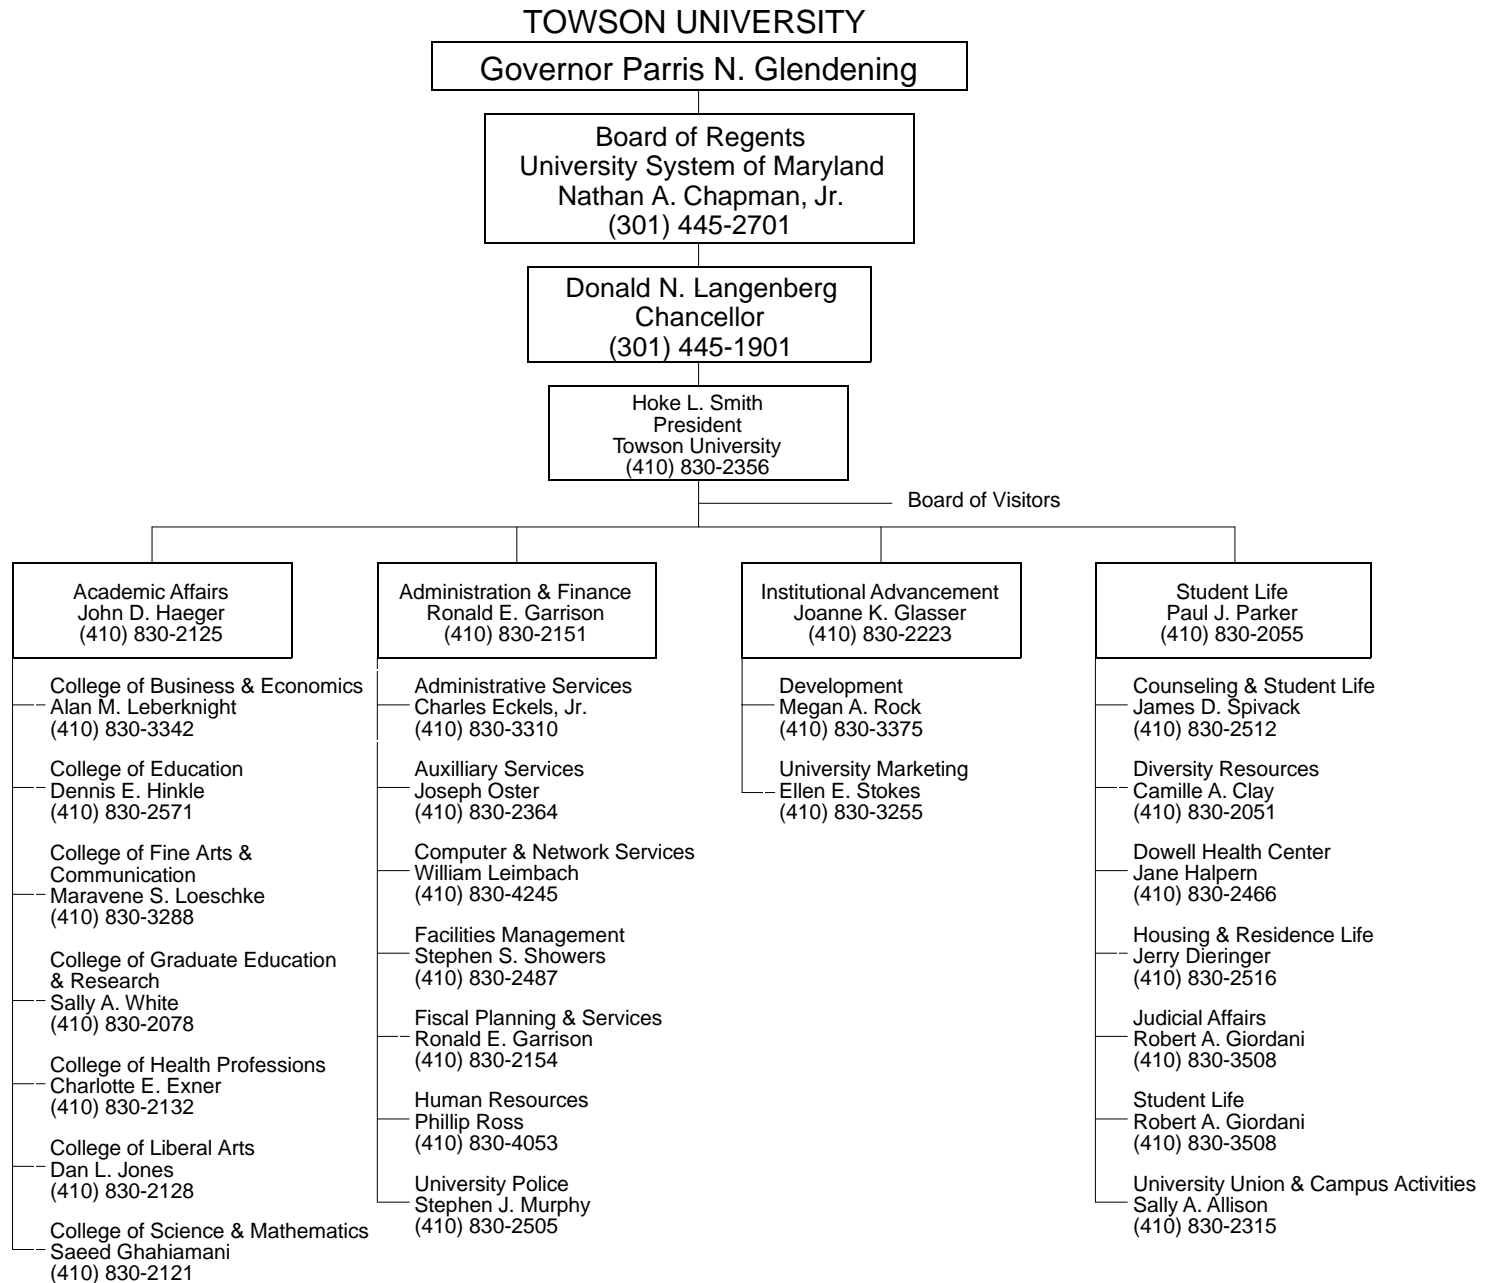 TOWSON UNIVERSITY
Governor Parris N. Glendening
Board of Regents
University System of Maryland
Nathan A. Chapman, Jr.
(301) 445-2701
Donald N. Langenberg
Chancellor
(301) 445-1901
Hoke L. Smith
President
Towson University
(410) 830-2356
Board of Visitors
Academic Affairs
John D. Haeger
(410) 830-2125
College of Business & Economics
Alan M. Leberknight
(410) 830-3342
College of Education
Dennis E. Hinkle
(410) 830-2571
College of Fine Arts &
Communication
Maravene S. Loeschke
(410) 830-3288
College of Graduate Education
& Research
Sally A. White
(410) 830-2078
College of Health Professions
Charlotte E. Exner
(410) 830-2132
College of Liberal Arts
Dan L. Jones
(410) 830-2128
College of Science & Mathematics
Saeed Ghahiamani
(410) 830-2121
Administration & Finance
Ronald E. Garrison
(410) 830-2151
Administrative Services
Charles Eckels, Jr.
(410) 830-3310
Auxilliary Services
Joseph Oster
(410) 830-2364
Computer & Network Services
William Leimbach
(410) 830-4245
Facilities Management
Stephen S. Showers
(410) 830-2487
Fiscal Planning & Services
Ronald E. Garrison
(410) 830-2154
Human Resources
Phillip Ross
(410) 830-4053
University Police
Stephen J. Murphy
(410) 830-2505
Institutional Advancement
Joanne K. Glasser
(410) 830-2223
Development
Megan A. Rock
(410) 830-3375
University Marketing
Ellen E. Stokes
(410) 830-3255
Student Life
Paul J. Parker
(410) 830-2055
Counseling & Student Life
James D. Spivack
(410) 830-2512
Diversity Resources
Camille A. Clay
(410) 830-2051
Dowell Health Center
Jane Halpern
(410) 830-2466
Housing & Residence Life
Jerry Dieringer
(410) 830-2516
Judicial Affairs
Robert A. Giordani
(410) 830-3508
Student Life
Robert A. Giordani
(410) 830-3508
University Union & Campus Activities
Sally A. Allison
(410) 830-2315